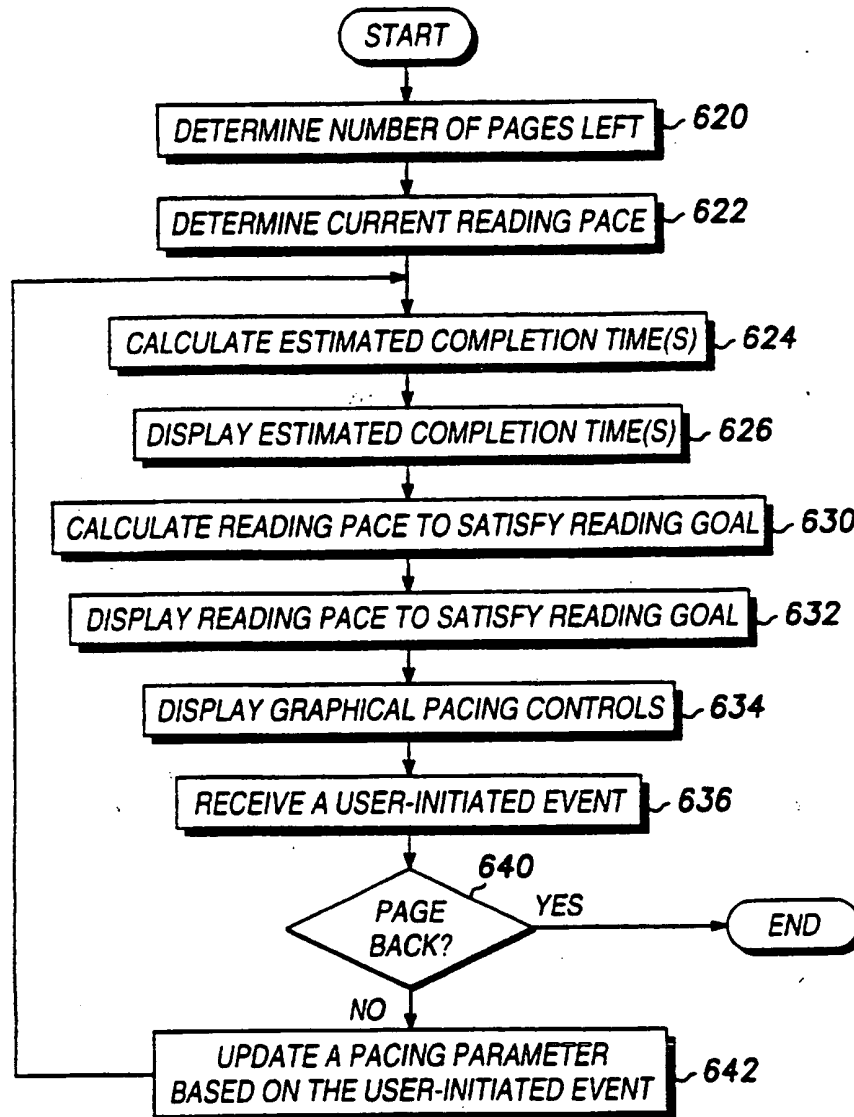 START
DETERMINE NUMBER OF PAGES LEFT 620
DETERMINE CURRENT READING PACE 622
CALCULATE ESTIMATED COMPLETION TIME(S) 624
DISPLAY ESTIMATED COMPLETION TIME(S) 626
CALCULATE READING PACE TO SATISFY READING GOAL 630
DISPLAY READING PACE TO SATISFY READING GOAL 632
DISPLAY GRAPHICAL PACING CONTROLS 634
RECEIVE A USER-INITIATED EVENT 636
640
PAGE
BACK?
YES
END
NO
UPDATE A PACING PARAMETER
BASED ON THE USER-INITIATED EVENT 642